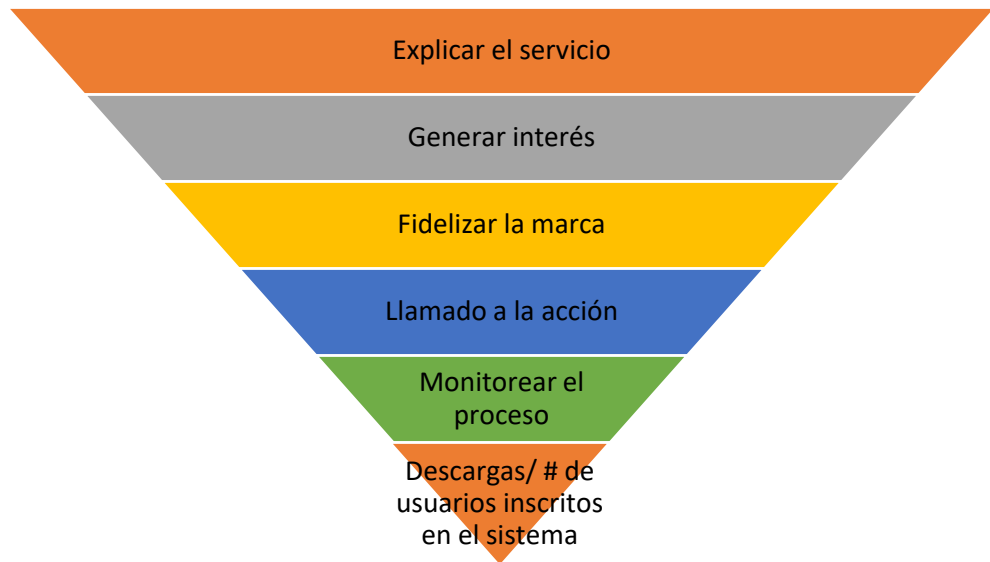 Explicar el servicio
Generar interés
Fidelizar la marca
Llamado a la acción
Monitorear el
proceso
Descargas/ # de
usuarios inscritos
en el sistema